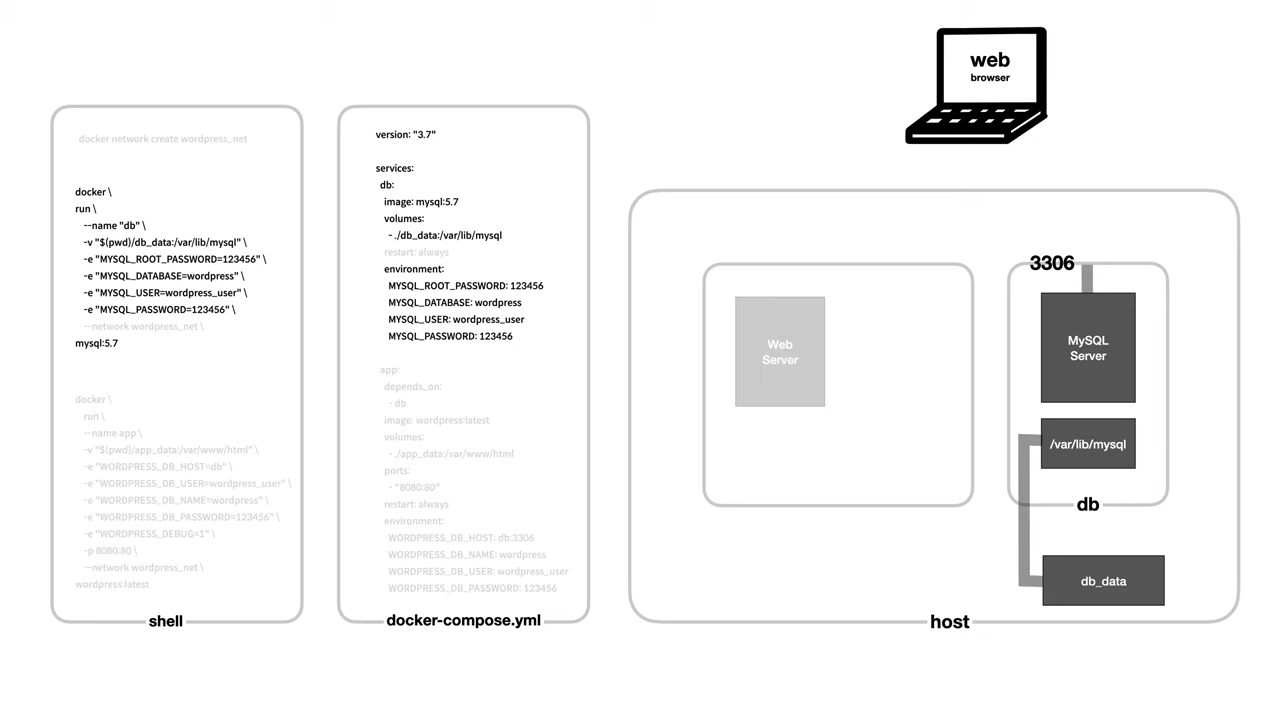 docker network create wordpress_net
docker \
run \
--name "db" \
-v "$(pwd)/db_data:/var/lib/mysql" \
-e "MYSQL_ROOT_PASSWORD=123456" \
-e "MYSQL_DATABASE=wordpress" \
-e "MYSQL_USER=wordpress_user" \
-e "MYSQL_PASSWORD=123456" \
--network wordpress_net \
mysql:5.7
docker \
run \
--name app \
-v "$(pwd)/app_data:/var/www/html" \
-e "WORDPRESS_DB_HOST=db" \
-e "WORDPRESS_DB_USER=wordpress_user" \
-e "WORDPRESS_DB_NAME=wordpress" \
-e "WORDPRESS_DB_PASSWORD=123456" \
-e "WORDPRESS_DEBUG=1" \
-p 8080:80 \
--network wordpress_net \
wordpress:latest
shell
version: "3.7"
services:
db:
image: mysql:5.7
volumes:
- ./db_data:/var/lib/mysql
restart: always
environment:
MYSQL_ROOT_PASSWORD: 123456
MYSQL_DATABASE: wordpress
MYSQL_USER: wordpress_user
MYSQL_PASSWORD: 123456
app:
depends_on:
- db
image: wordpress:latest
volumes:
- ./app_data:/var/www/html
ports:
- "8080:80"
restart: always
environment:
WORDPRESS_DB_HOST: db:3306
WORDPRESS_DB_NAME: wordpress
WORDPRESS_DB_USER: wordpress_user
WORDPRESS_DB_PASSWORD: 123456
docker-compose.yml
web
browser
Web
Server
3306
MySQL
Server
/var/lib/mysql
db
db_data
host